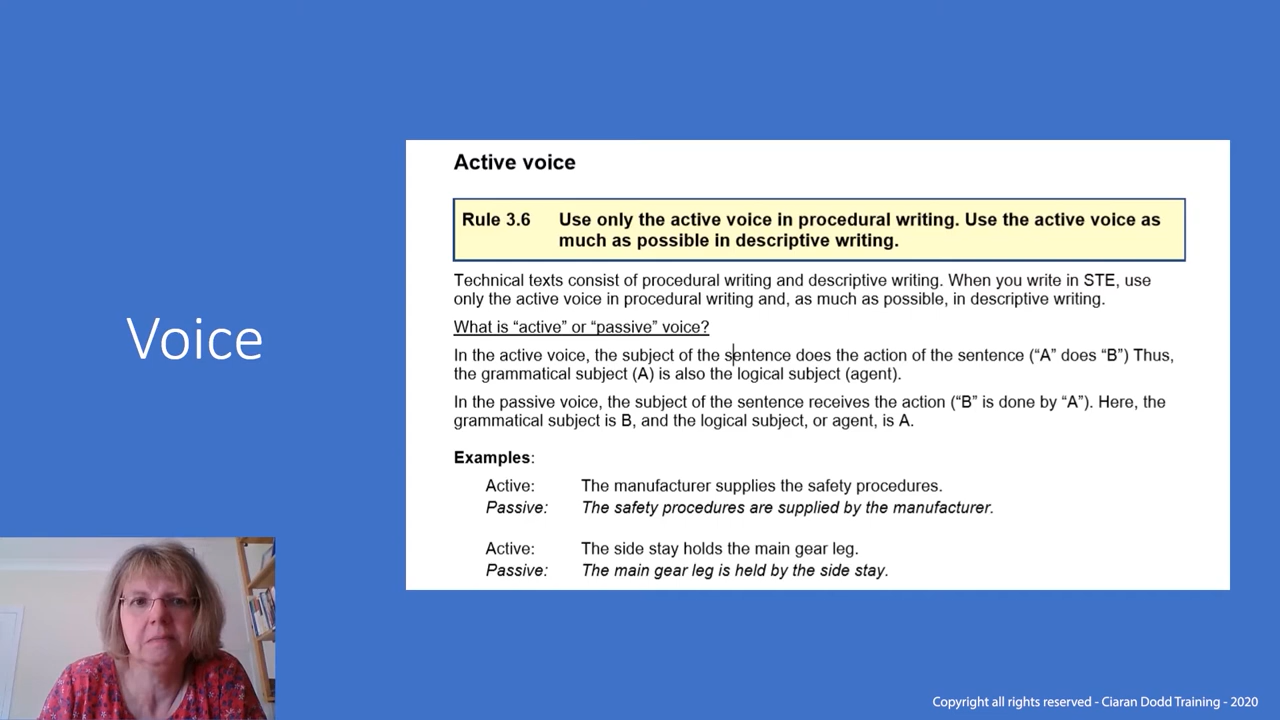 Voice
Active voice
Rule 3.6 Use only the active voice in procedural writing. Use the active voice as
much as possible in descriptive writing.
Technical texts consist of procedural writing and descriptive writing. When you write in STE, use
only the active voice in procedural writing and, as much as possible, in descriptive writing.
What is “active” or “passive” voice?
In the active voice, the subject of the sentence does the action of the sentence (“A” does “B”) Thus,
the grammatical subject (A) is also the logical subject (agent).
In the passive voice, the subject of the sentence receives the action (“B” is done by “A”). Here, the
grammatical subject is B, and the logical subject, or agent, is A.
Examples:
Active: The manufacturer supplies the safety procedures.
Passive: The safety procedures are supplied by the manufacturer.
Active: The side stay holds the main gear leg.
Passive: The main gear leg is held by the side stay.
Copyright all rights reserved - Ciaran Dodd Training - 2020